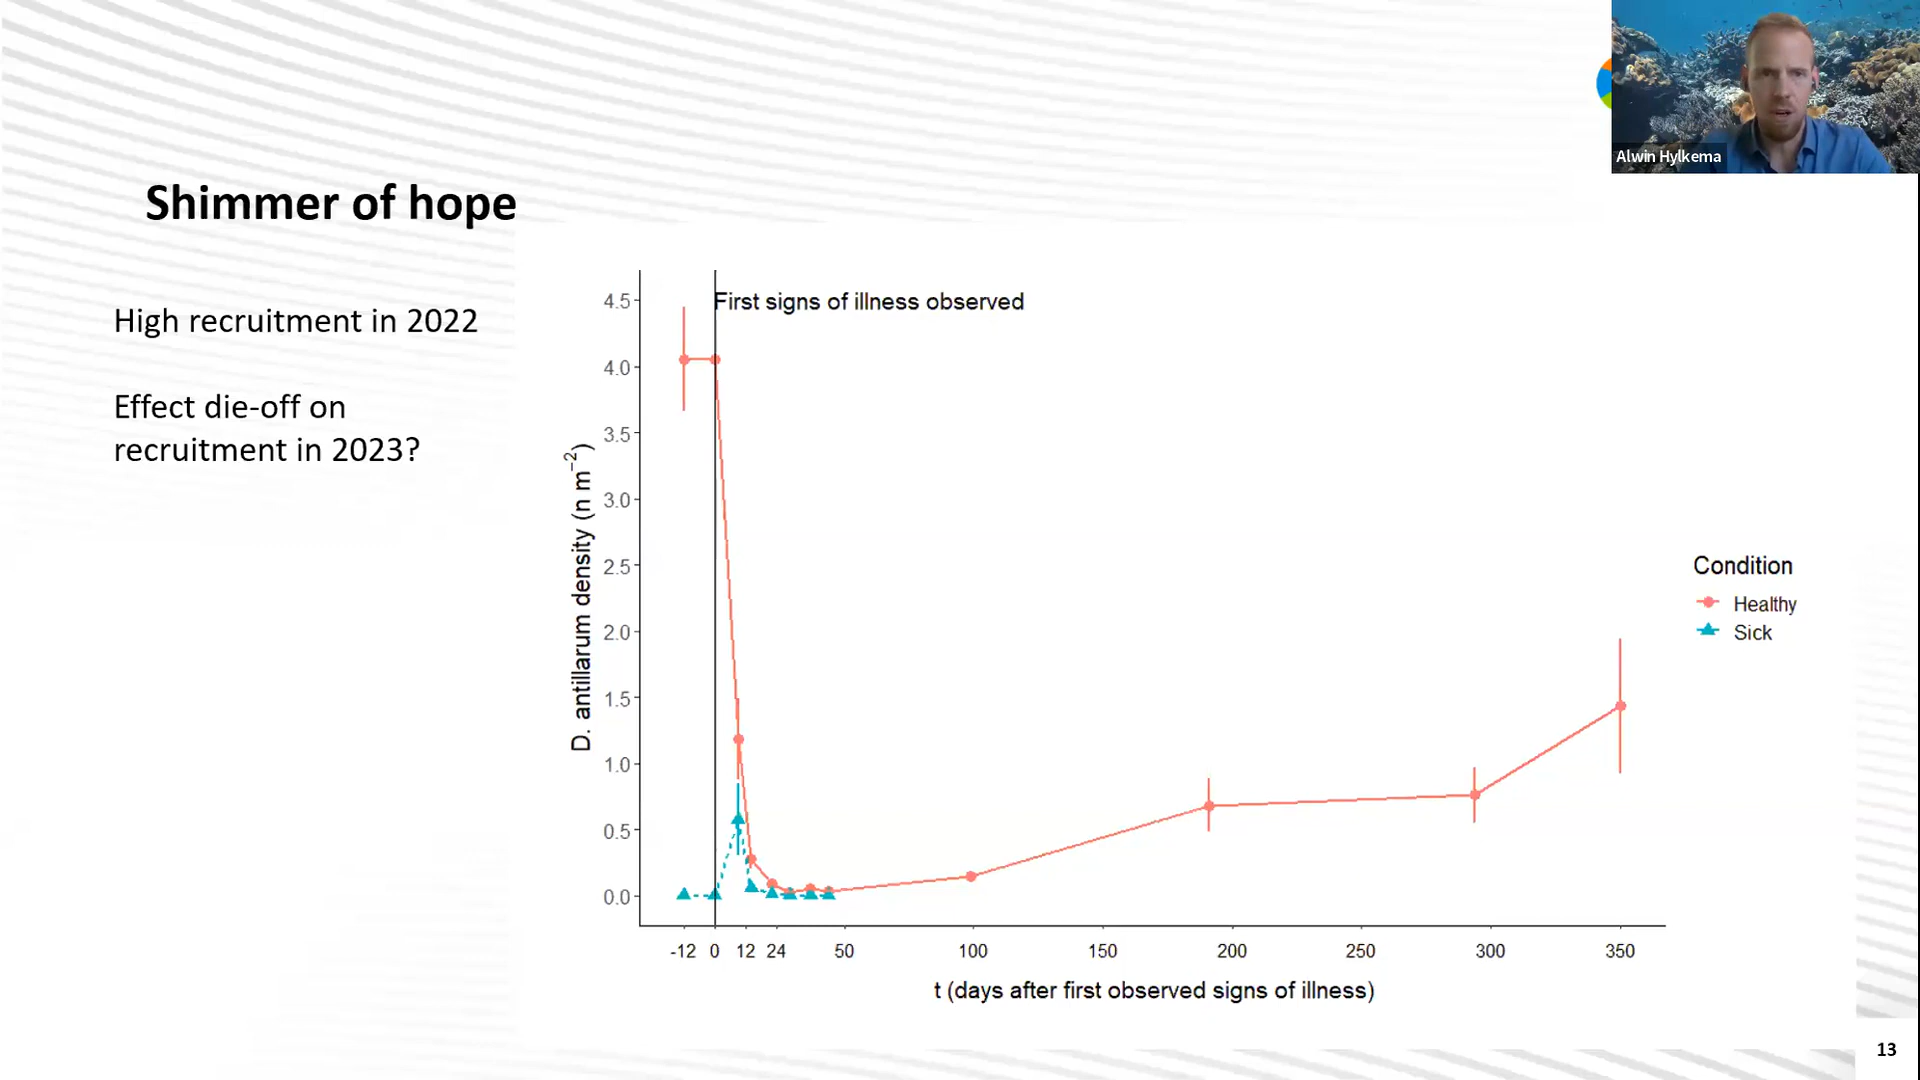 Alwin Hylkema
Shimmer of hope
High recruitment in 2022
Effect die-off on
recruitment in 2023?
First signs of illness observed
4.5
4.0
3.5
3.0
2.5
2.0
1.5
1.0
0.5
0.0
D. antillarum density (n m⁻²)
-12 0 12 24 50 100 150 200 250 300 350
t (days after first observed signs of illness)
Condition
Healthy
Sick
13